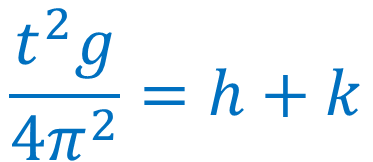 t²g/4π² = h + k